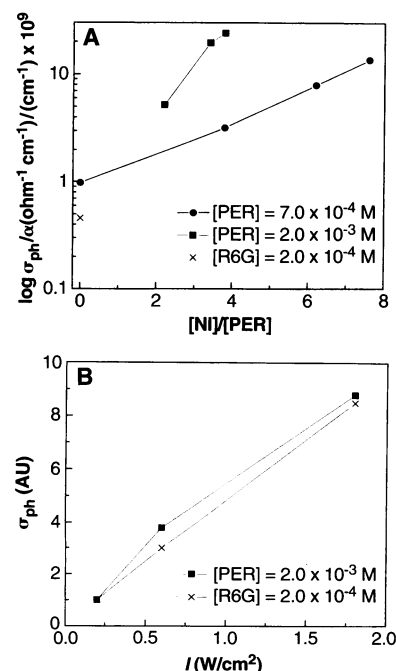 A
log σph/α(ohm⁻¹ cm⁻¹)/(cm⁻¹) x 10⁹
10
1
0.1
[PER] = 7.0 x 10⁻⁴ M
[PER] = 2.0 x 10⁻³ M
[R6G] = 2.0 x 10⁻⁴ M
0 2 4 6 8
[NI]/[PER]
B
σph (AU)
10
8
6
4
2
0
[PER] = 2.0 x 10⁻³ M
[R6G] = 2.0 x 10⁻⁴ M
0.0 0.5 1.0 1.5 2.0
I (W/cm²)